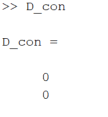 >> D_con
D_con =
0
0